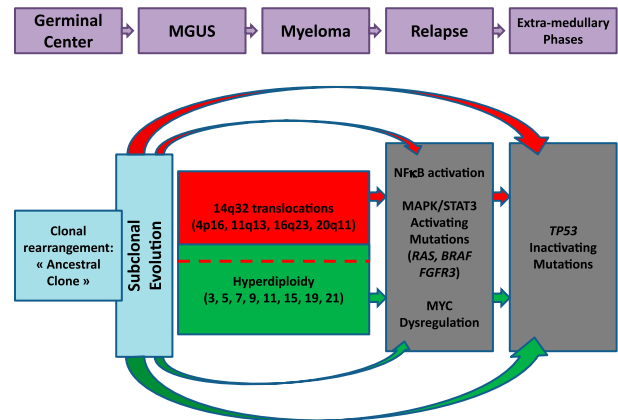 Germinal
Center
MGUS
Myeloma
Relapse
Extra-medullary
Phases
Clonal
rearrangement:
« Ancestral
Clone »
Subclonal
Evolution
14q32 translocations
(4p16, 11q13, 16q23, 20q11)
Hyperdiploidy
(3, 5, 7, 9, 11, 15, 19, 21)
NFκB activation
MAPK/STAT3
Activating
Mutations
(RAS, BRAF
FGFR3)
MYC
Dysregulation
TP53
Inactivating
Mutations